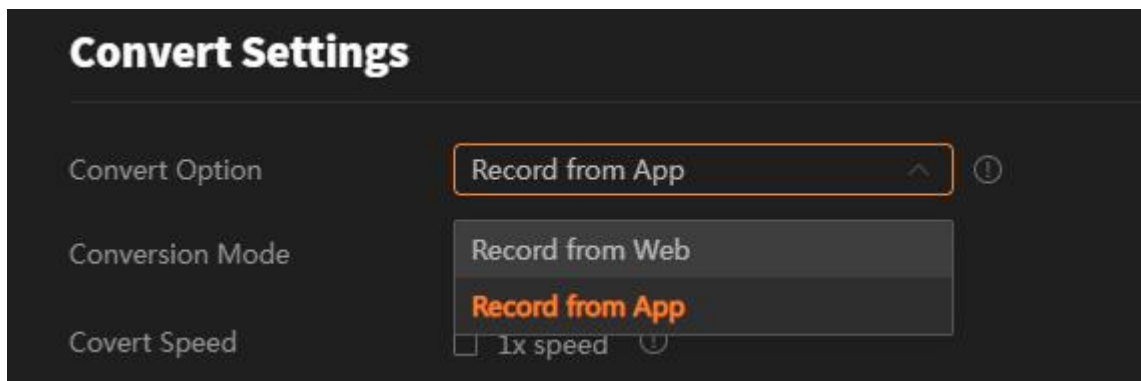 Convert Settings
Convert Option Record from App
Conversion Mode Record from Web
Record from App
Covert Speed 1x speed